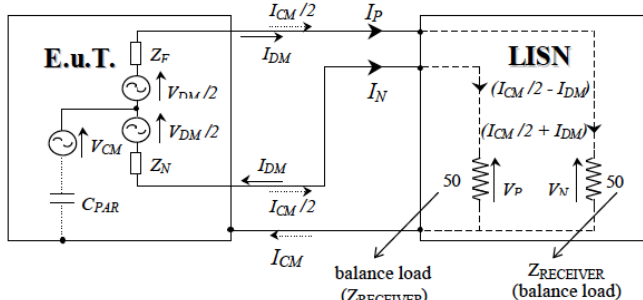 I_CM/2
I_P
E.u.T.
Z_F
I_DM
LISN
V_DM/2
I_N
(I_CM/2 - I_DM)
V_DM/2
(I_CM/2 + I_DM)
V_CM
Z_N
I_DM
50
V_P
V_N
50
C_PAR
I_CM/2
I_CM
balance load
(Z_RECEIVER)
Z_RECEIVER
(balance load)